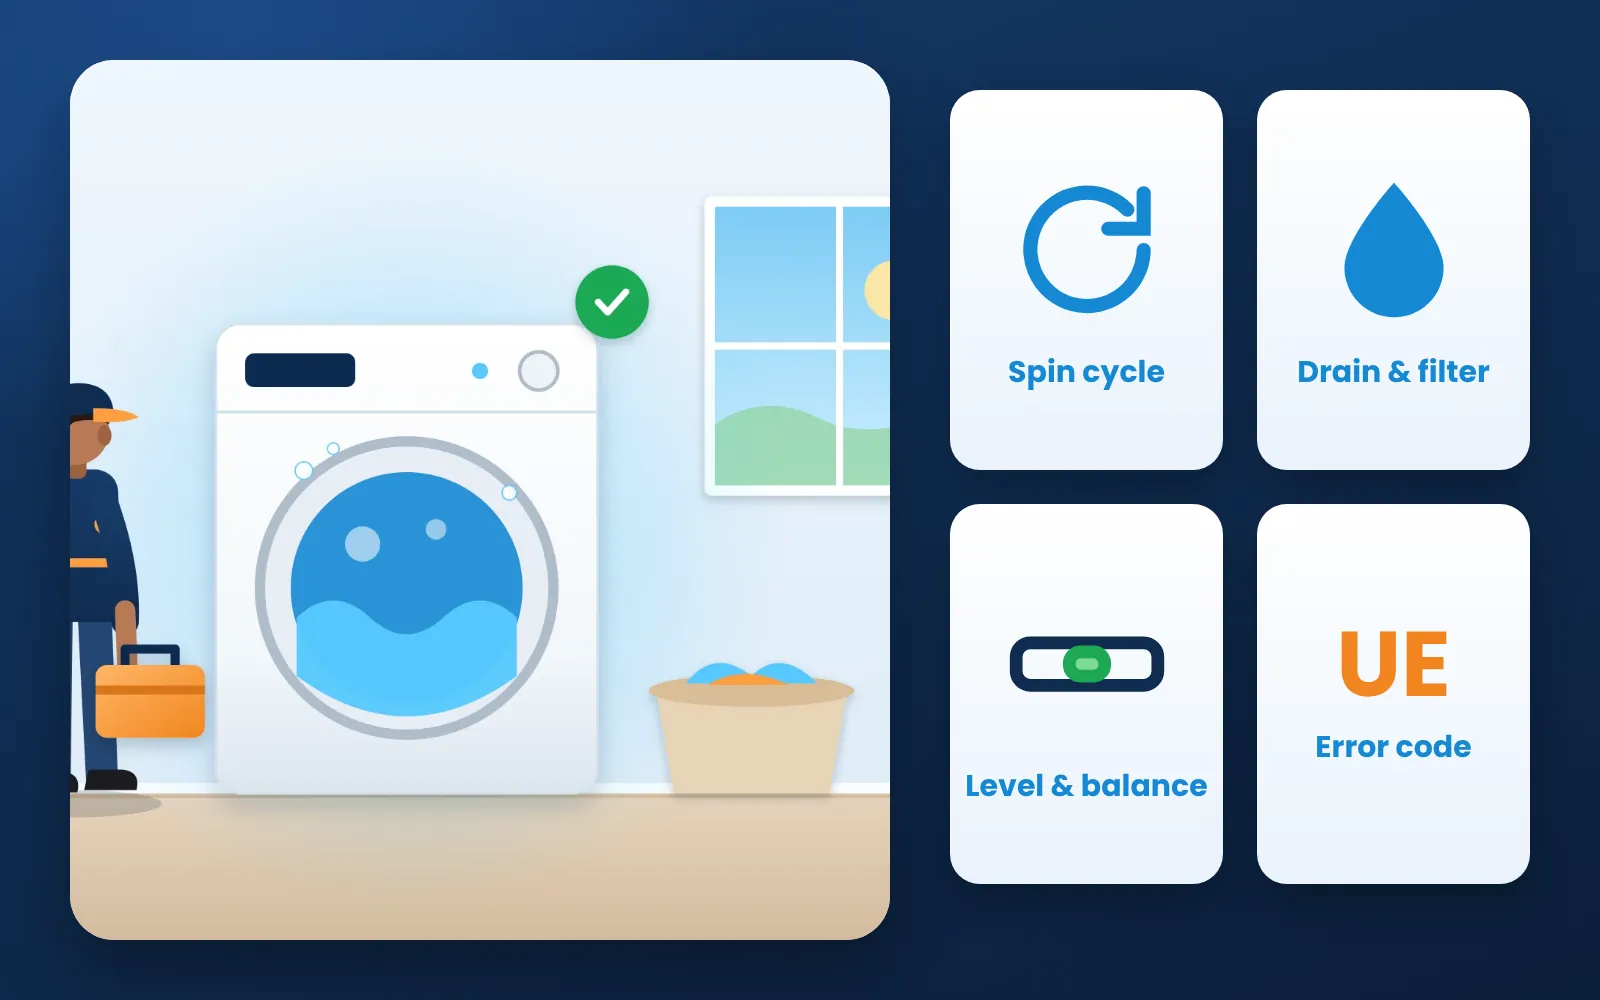 Spin cycle
Drain & filter
Level & balance
UE
Error code